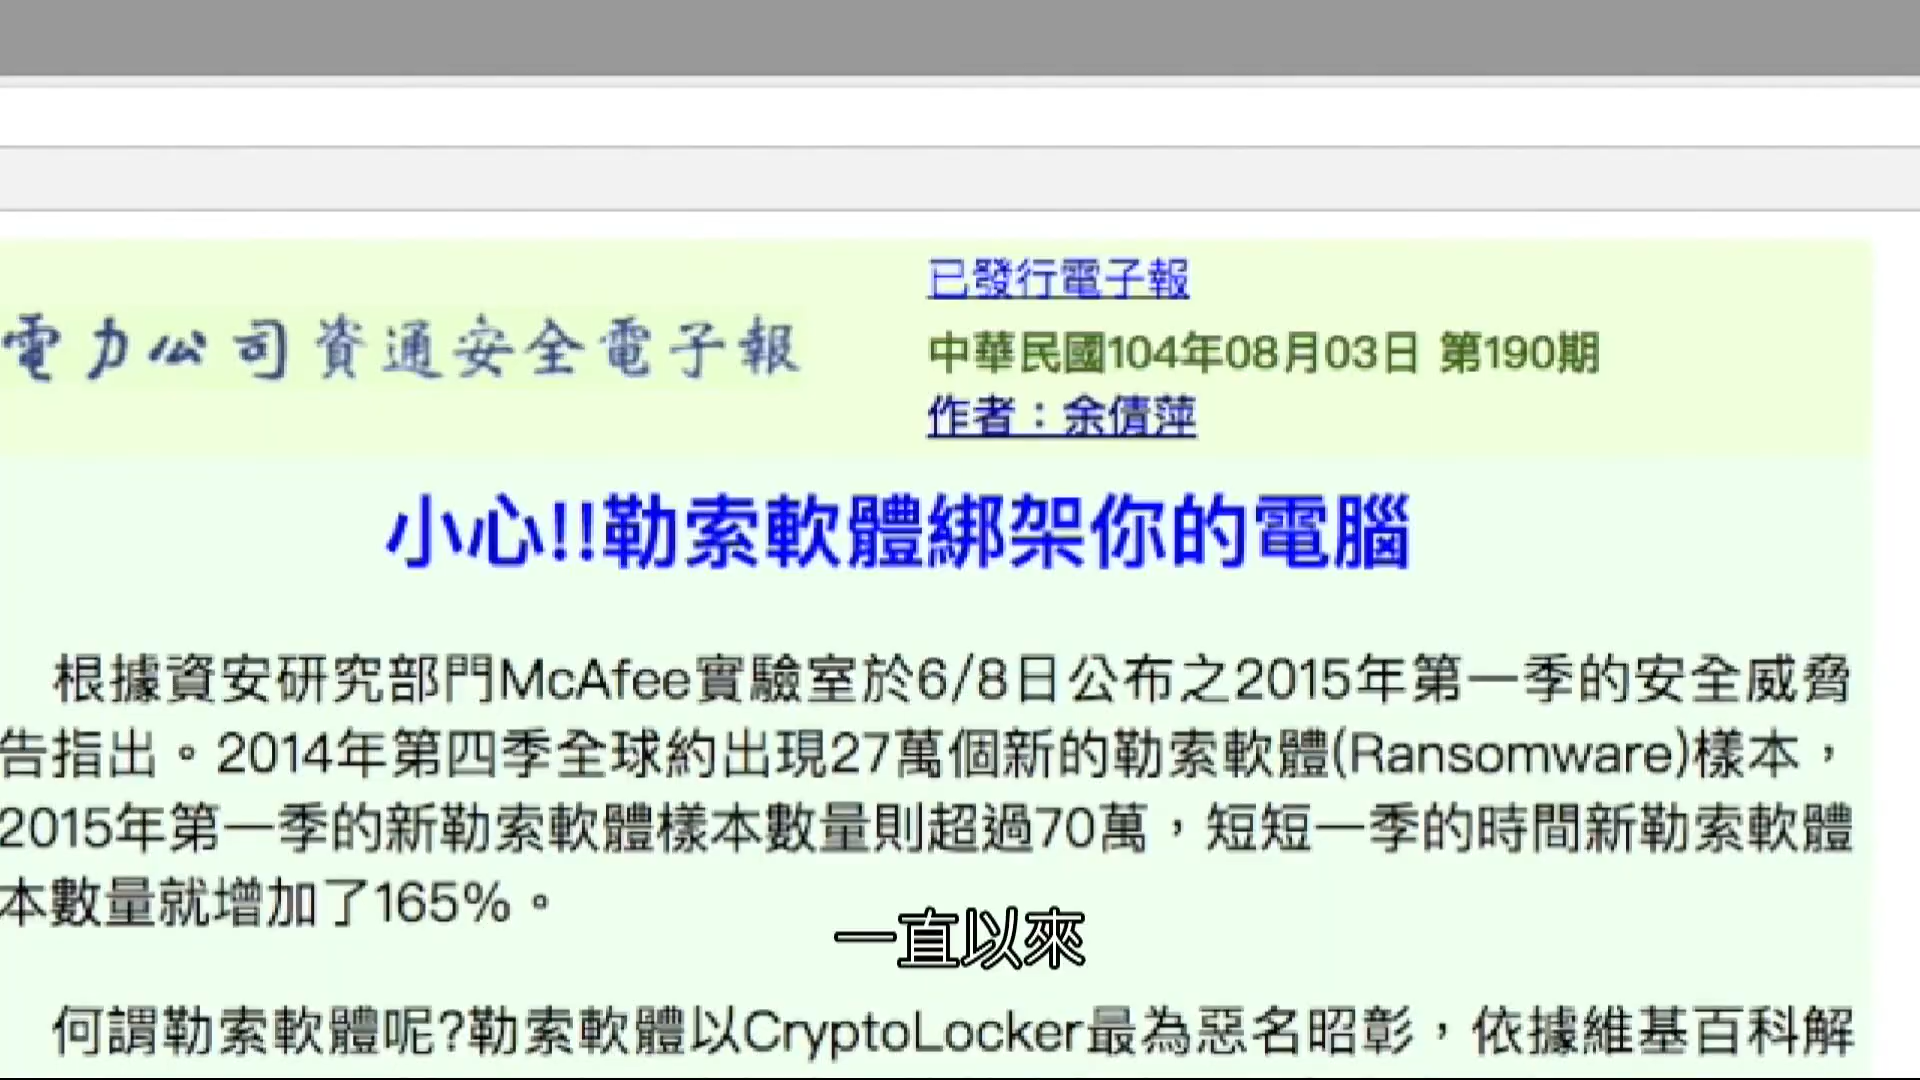 已發行電子報
電力公司資通安全電子報
中華民國104年08月03日 第190期
作者：余倩萍
小心!!勒索軟體綁架你的電腦
根據資安研究部門McAfee實驗室於6/8日公布之2015年第一季的安全威脅
告指出。2014年第四季全球約出現27萬個新的勒索軟體(Ransomware)樣本，
2015年第一季的新勒索軟體樣本數量則超過70萬，短短一季的時間新勒索軟體
本數量就增加了165%。
一直以來
何謂勒索軟體呢?勒索軟體以CryptoLocker最為惡名昭彰，依據維基百科解